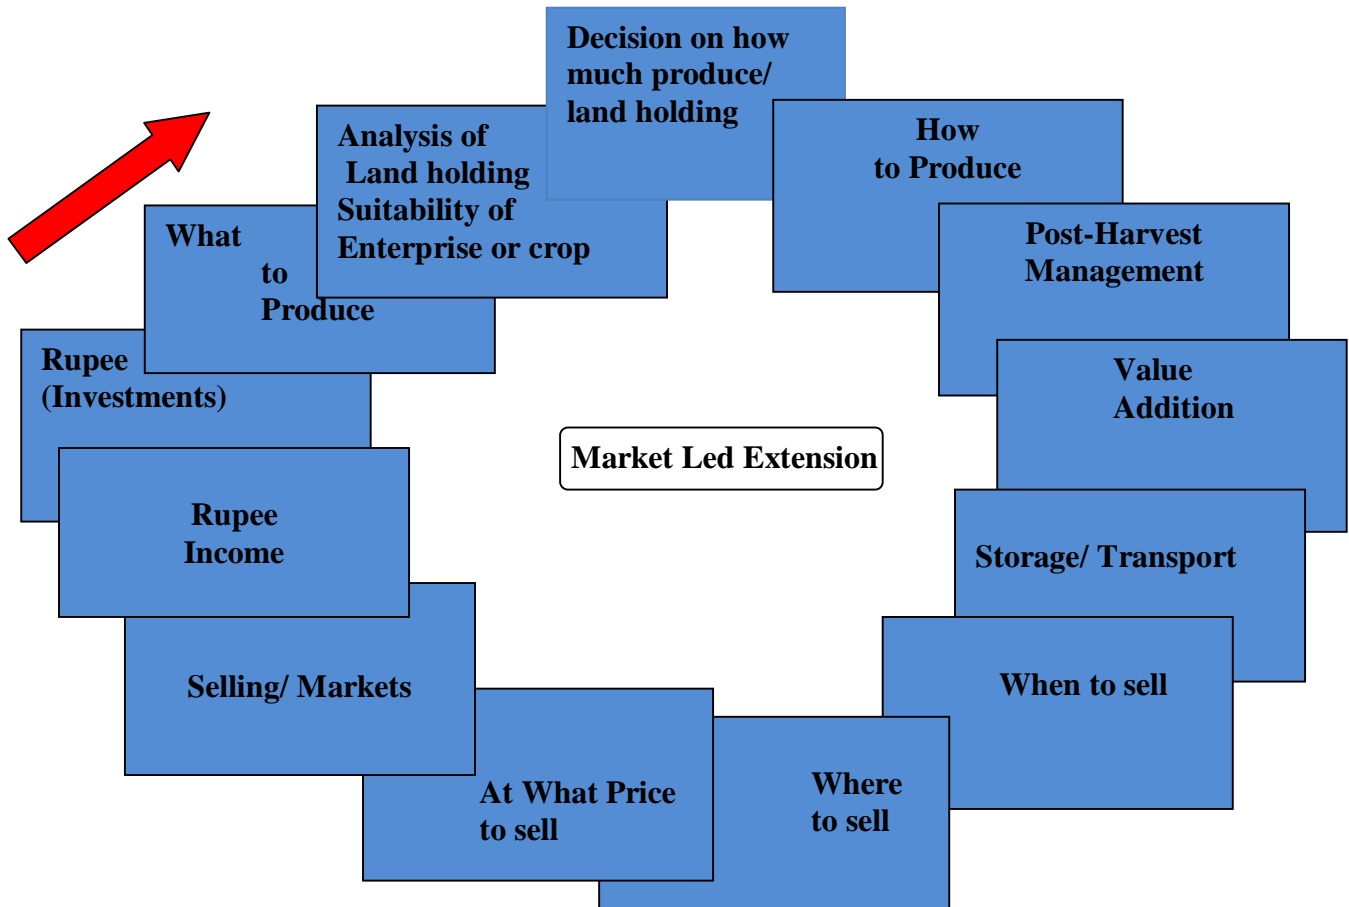 Decision on how
much produce/
land holding
How
to Produce
Analysis of
Land holding
Suitability of
Enterprise or crop
What
to
Produce
Post-Harvest
Management
Rupee
(Investments)
Value
Addition
Market Led Extension
Rupee
Income
Storage/ Transport
Selling/ Markets
When to sell
At What Price
to sell
Where
to sell